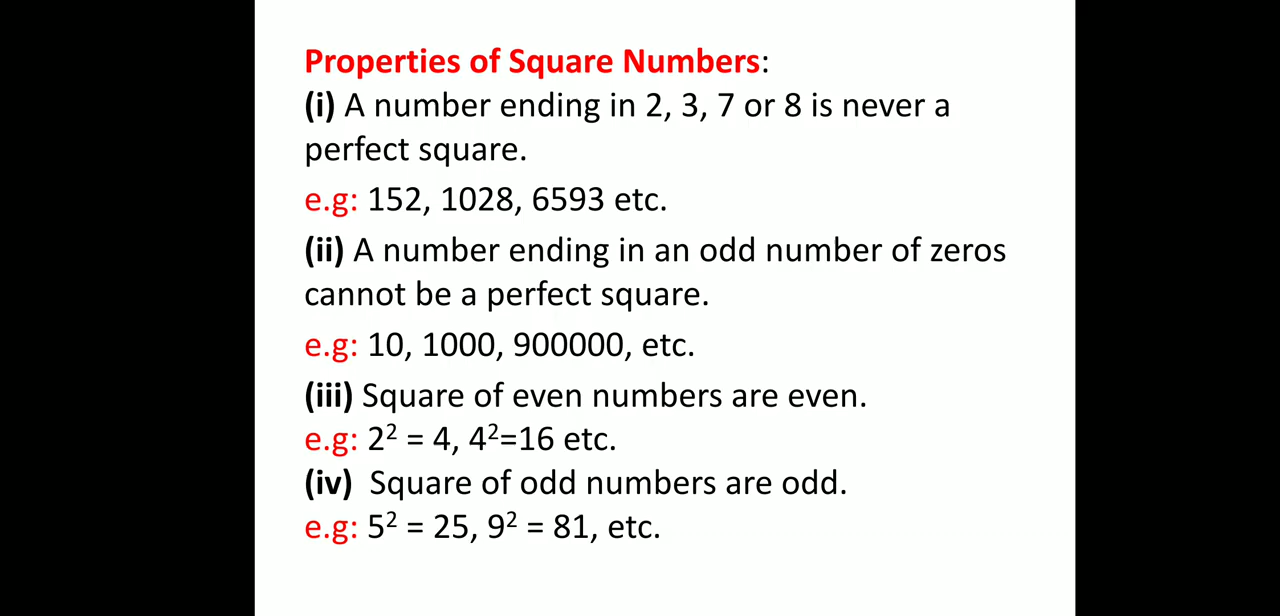 Properties of Square Numbers:
(i) A number ending in 2, 3, 7 or 8 is never a
perfect square.
e.g: 152, 1028, 6593 etc.
(ii) A number ending in an odd number of zeros
cannot be a perfect square.
e.g: 10, 1000, 900000, etc.
(iii) Square of even numbers are even.
e.g: 2² = 4, 4²=16 etc.
(iv) Square of odd numbers are odd.
e.g: 5² = 25, 9² = 81, etc.